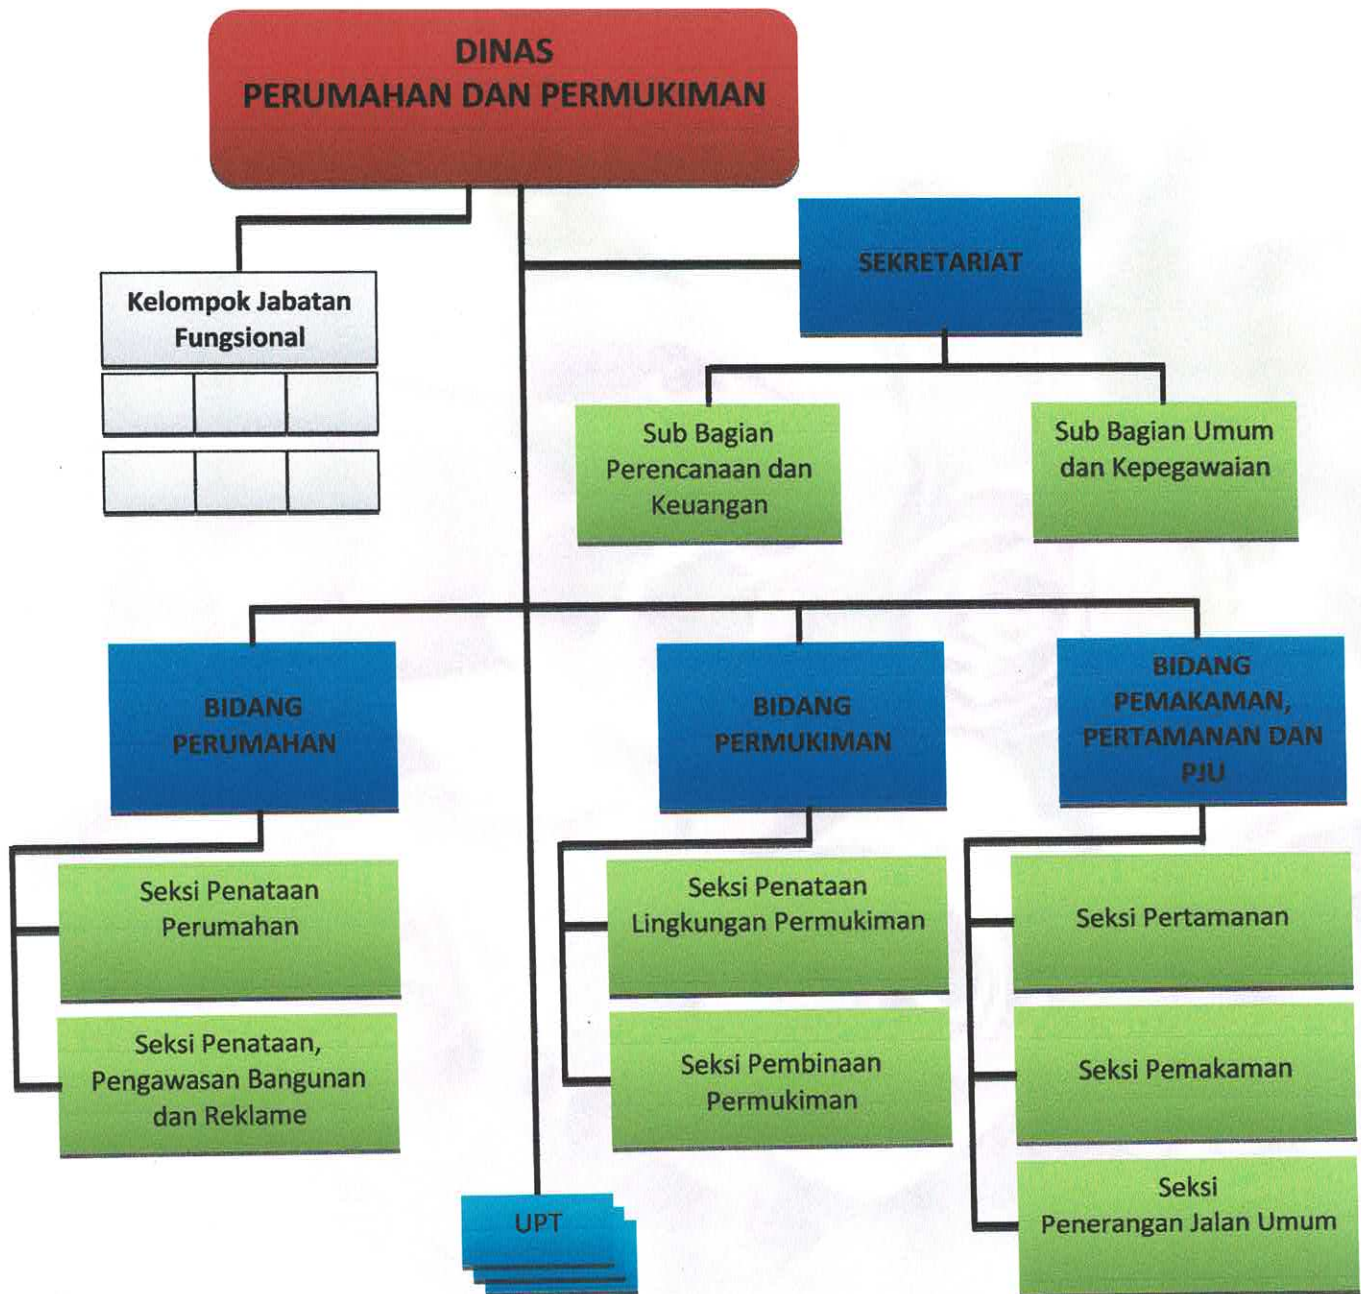 DINAS
PERUMAHAN DAN PERMUKIMAN
SEKRETARIAT
Kelompok Jabatan
Fungsional
Sub Bagian
Perencanaan dan
Keuangan
Sub Bagian Umum
dan Kepegawaian
BIDANG
PERUMAHAN
BIDANG
PERMUKIMAN
BIDANG
PEMAKAMAN,
PERTAMANAN DAN
PJU
Seksi Penataan
Perumahan
Seksi Penataan,
Pengawasan Bangunan
dan Reklame
Seksi Penataan
Lingkungan Permukiman
Seksi Pembinaan
Permukiman
Seksi Pertamanan
Seksi Pemakaman
Seksi
Penerangan Jalan Umum
UPT